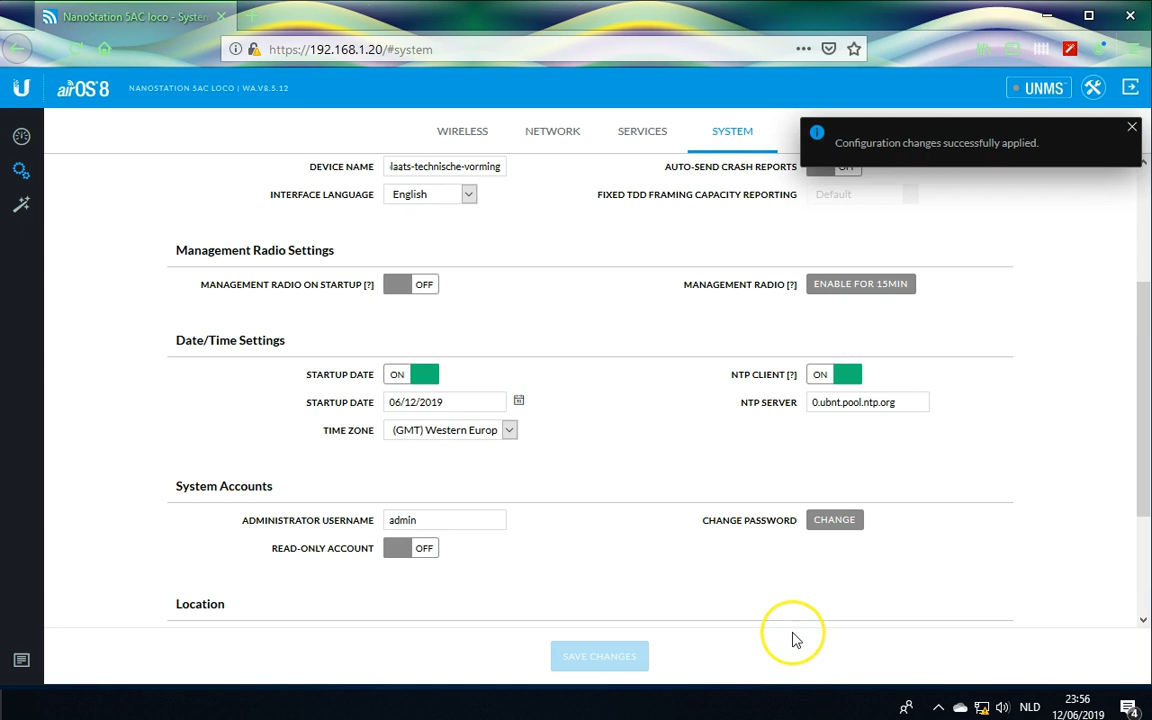 NanoStation 5AC loco - System
https://192.168.1.20/#system
airOS 8 NANOSTATION 5AC LOCO | WA.V8.5.12 UNMS
WIRELESS NETWORK SERVICES SYSTEM
Configuration changes successfully applied.
DEVICE NAME laats-technische-vorming AUTO-SEND CRASH REPORTS OFF
INTERFACE LANGUAGE English FIXED TDD FRAMING CAPACITY REPORTING Default
Management Radio Settings
MANAGEMENT RADIO ON STARTUP [?] OFF MANAGEMENT RADIO [?] ENABLE FOR 15MIN
Date/Time Settings
STARTUP DATE ON NTP CLIENT [?] ON
STARTUP DATE 06/12/2019 NTP SERVER 0.ubnt.pool.ntp.org
TIME ZONE (GMT) Western Europ
System Accounts
ADMINISTRATOR USERNAME admin CHANGE PASSWORD CHANGE
READ-ONLY ACCOUNT OFF
Location
SAVE CHANGES
NLD 23:56
12/06/2019 4